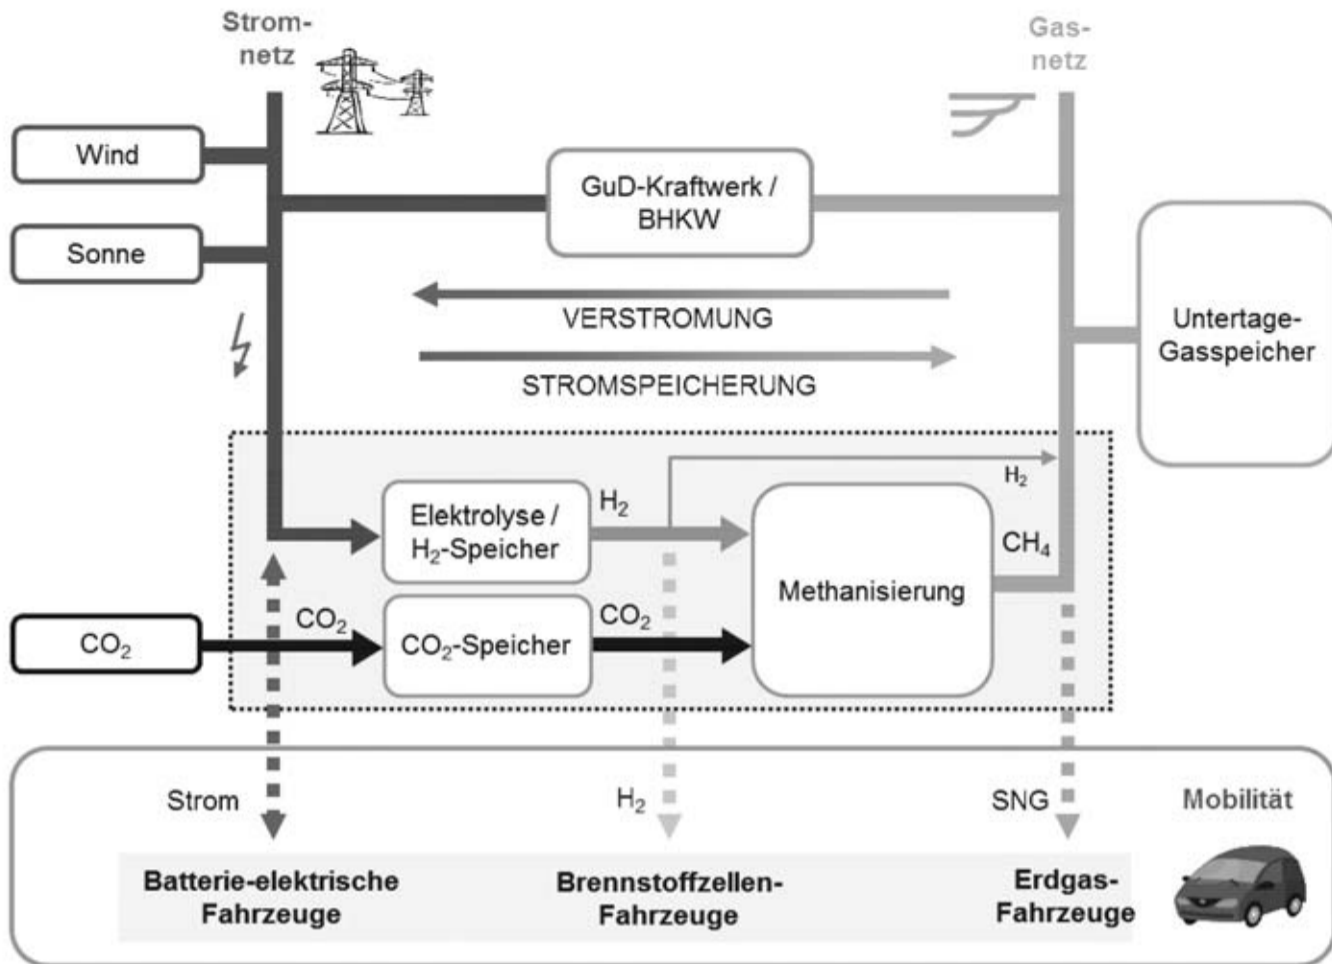 Strom-
netz
Gas-
netz
Wind
GuD-Kraftwerk /
BHKW
Sonne
VERSTROMUNG
STROMSPEICHERUNG
Untertage-
Gasspeicher
H₂
Elektrolyse /
H₂-Speicher
H₂
CH₄
Methanisierung
CO₂
CO₂
CO₂-Speicher
CO₂
Strom
H₂
SNG
Mobilität
Batterie-elektrische
Fahrzeuge
Brennstoffzellen-
Fahrzeuge
Erdgas-
Fahrzeuge